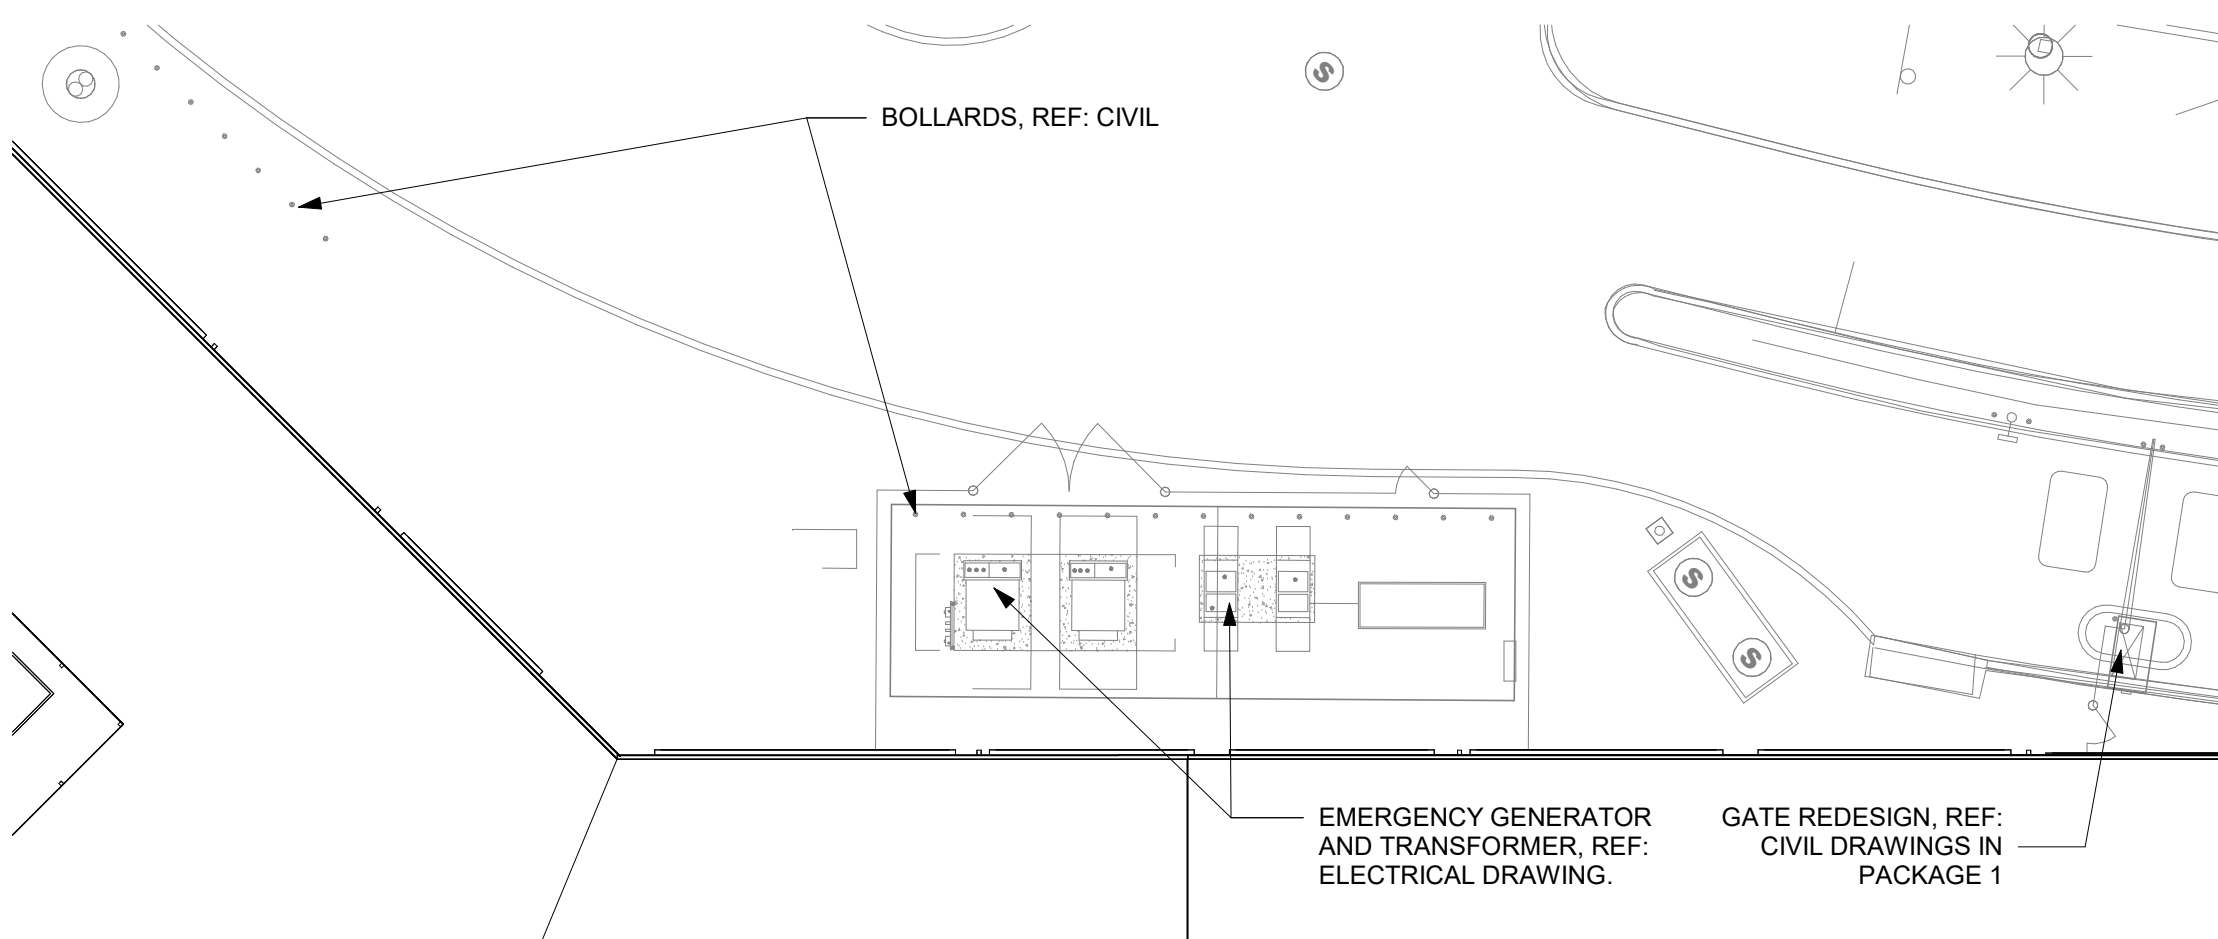 S
BOLLARDS, REF: CIVIL
S
S
EMERGENCY GENERATOR
AND TRANSFORMER, REF:
ELECTRICAL DRAWING.
GATE REDESIGN, REF:
CIVIL DRAWINGS IN
PACKAGE 1